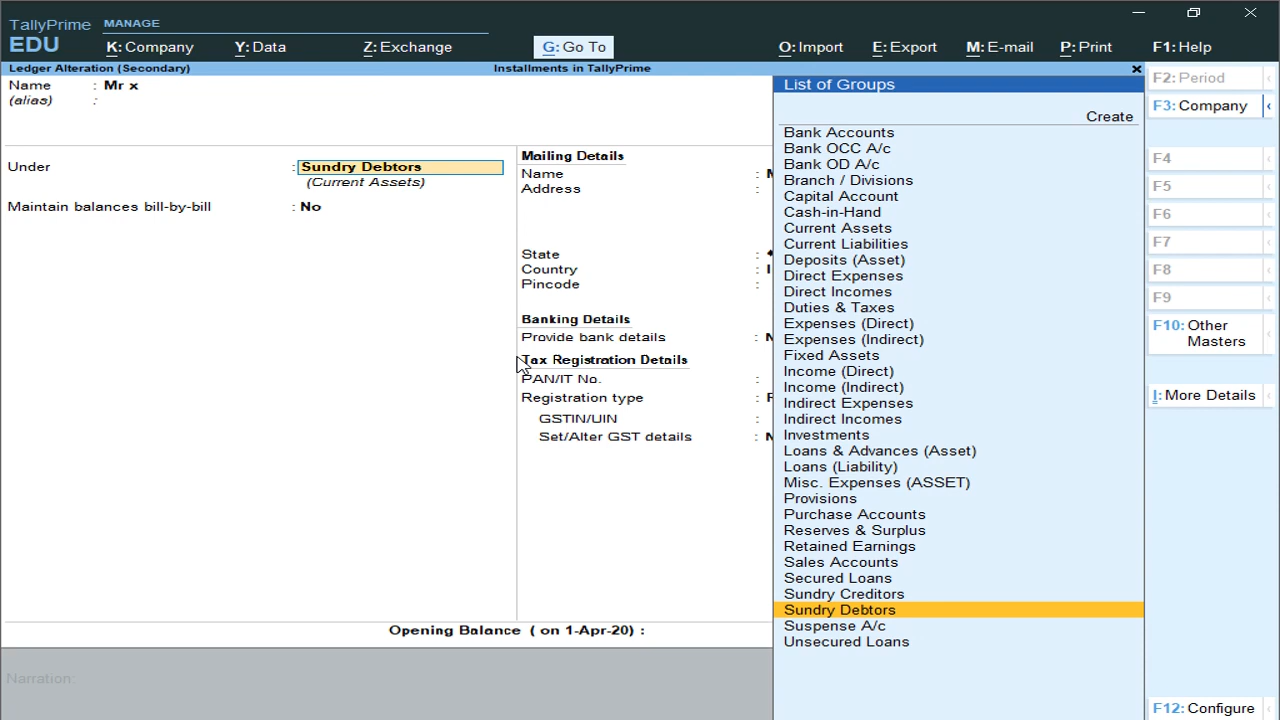 TallyPrime MANAGE
EDU
K: Company Y: Data Z: Exchange G: Go To O: Import E: Export M: E-mail P: Print F1: Help
Ledger Alteration (Secondary) Installments in TallyPrime
Name : Mr x
(alias) :
Under : Sundry Debtors
(Current Assets)
Maintain balances bill-by-bill : No
Mailing Details
Name :
Address :
State :
Country :
Pincode :
Banking Details
Provide bank details :
Tax Registration Details
PAN/IT No. :
Registration type :
GSTIN/UIN :
Set/Alter GST details :
Opening Balance ( on 1-Apr-20) :
Narration:
List of Groups
Create
Bank Accounts
Bank OCC A/c
Bank OD A/c
Branch / Divisions
Capital Account
Cash-in-Hand
Current Assets
Current Liabilities
Deposits (Asset)
Direct Expenses
Direct Incomes
Duties & Taxes
Expenses (Direct)
Expenses (Indirect)
Fixed Assets
Income (Direct)
Income (Indirect)
Indirect Expenses
Indirect Incomes
Investments
Loans & Advances (Asset)
Loans (Liability)
Misc. Expenses (ASSET)
Provisions
Purchase Accounts
Reserves & Surplus
Retained Earnings
Sales Accounts
Secured Loans
Sundry Creditors
Sundry Debtors
Suspense A/c
Unsecured Loans
F2: Period
F3: Company
F4
F5
F6
F7
F8
F9
F10: Other
Masters
I: More Details
F12: Configure